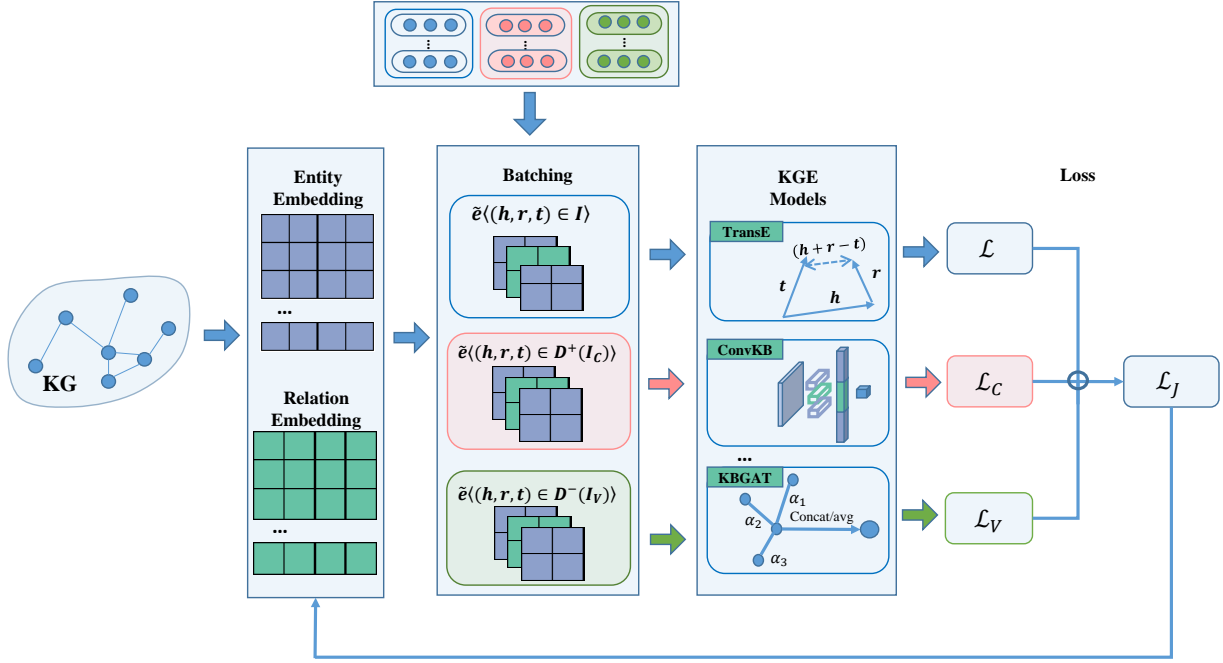 KG
Entity
Embedding
...
Relation
Embedding
...
Batching
ẽ⟨(h, r, t) ∈ I⟩
ẽ⟨(h, r, t) ∈ D⁺(I_C)⟩
ẽ⟨(h, r, t) ∈ D⁻(I_V)⟩
KGE
Models
TransE
(h + r − t)
t
r
h
ConvKB
...
KBGAT
α₁
α₂
Concat/avg
α₃
Loss
ℒ
ℒ_C
ℒ_V
ℒ_J